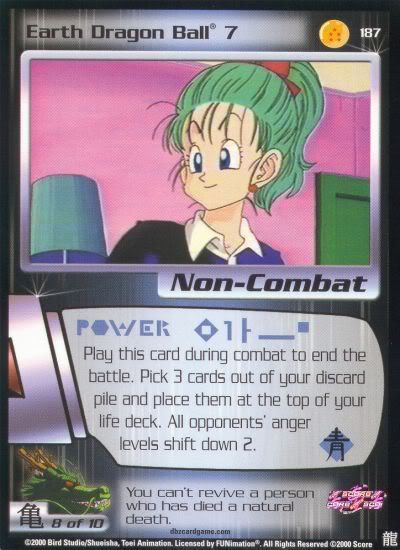 Earth Dragon Ball® 7
187
Non-Combat
POWER
Play this card during combat to end the
battle. Pick 3 cards out of your discard
pile and place them at the top of your
life deck. All opponents' anger
levels shift down 2.
青
亀
8 of 10
You can't revive a person
who has died a natural
death.
SCORE
龍
dbzcardgame.com
©2000 Bird Studio/Shueisha, Toei Animation. Licensed by FUNimation®. All Rights Reserved. ©2000 Score